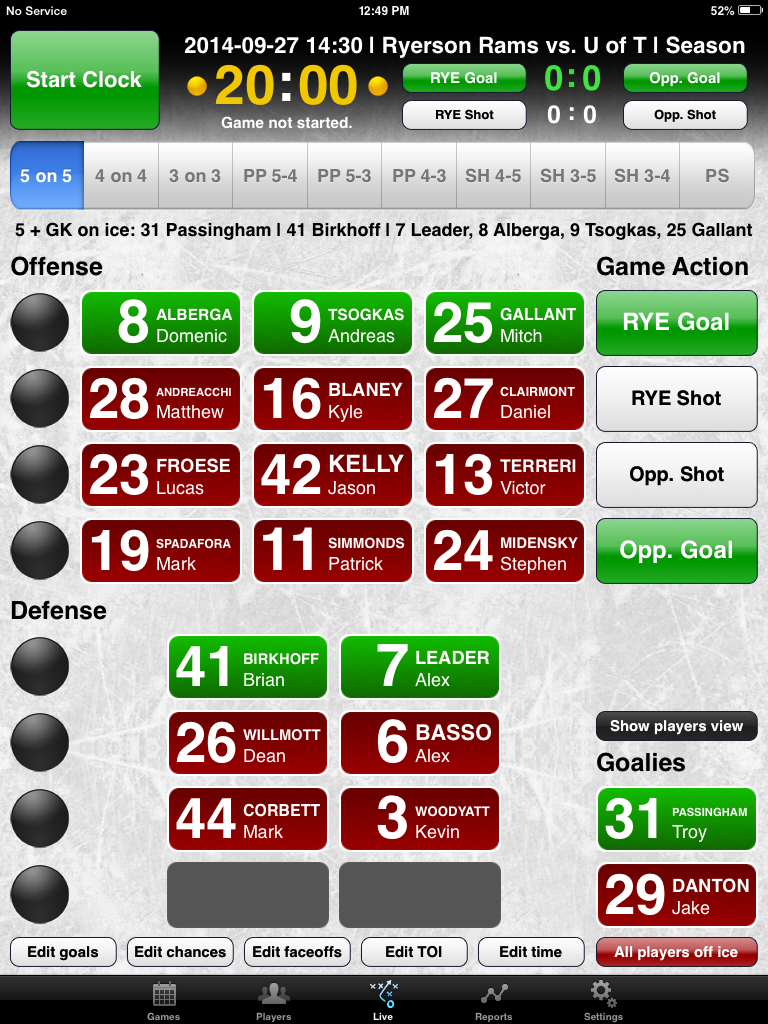 No Service 12:49 PM 52%
2014-09-27 14:30 | Ryerson Rams vs. U of T | Season
Start Clock
20:00
Game not started.
RYE Goal 0:0 Opp. Goal
RYE Shot 0:0 Opp. Shot
5 on 5 4 on 4 3 on 3 PP 5-4 PP 5-3 PP 4-3 SH 4-5 SH 3-5 SH 3-4 PS
5 + GK on ice: 31 Passingham | 41 Birkhoff | 7 Leader, 8 Alberga, 9 Tsogkas, 25 Gallant
Offense
8 ALBERGA Domenic
9 TSOGKAS Andreas
25 GALLANT Mitch
28 ANDREACCHI Matthew
16 BLANEY Kyle
27 CLAIRMONT Daniel
23 FROESE Lucas
42 KELLY Jason
13 TERRERI Victor
19 SPADAFORA Mark
11 SIMMONDS Patrick
24 MIDENSKY Stephen
Game Action
RYE Goal
RYE Shot
Opp. Shot
Opp. Goal
Defense
41 BIRKHOFF Brian
7 LEADER Alex
26 WILLMOTT Dean
6 BASSO Alex
44 CORBETT Mark
3 WOODYATT Kevin
Show players view
Goalies
31 PASSINGHAM Troy
29 DANTON Jake
Edit goals Edit chances Edit faceoffs Edit TOI Edit time All players off ice
Games Players Live Reports Settings